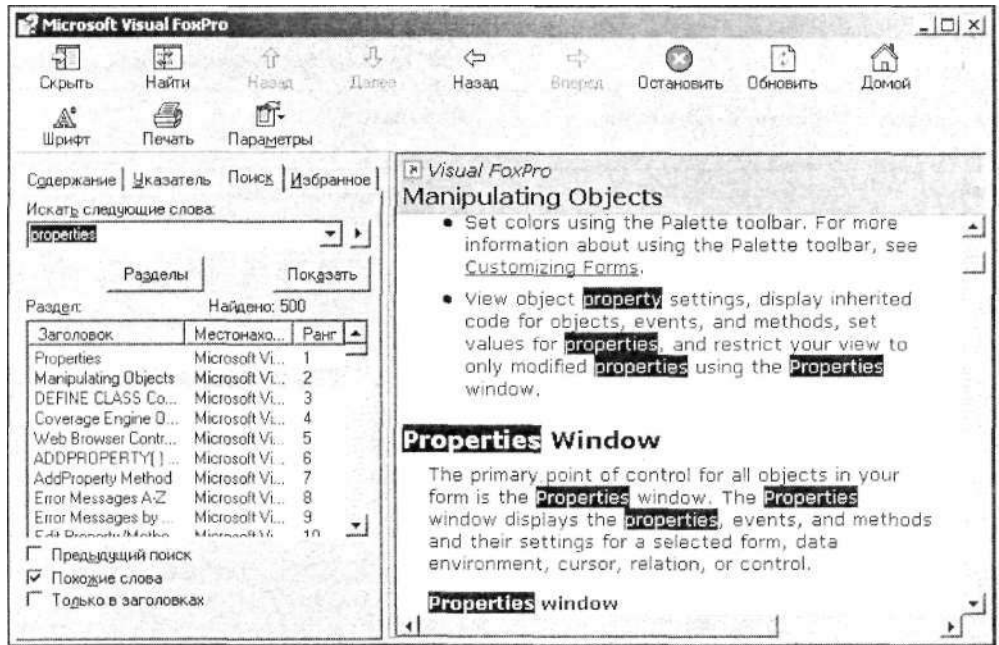 Microsoft Visual FoxPro
Скрыть Найти Назад Далее Назад Вперед Остановить Обновить Домой
Шрифт Печать Параметры
Содержание Указатель Поиск Избранное
Искать следующие слова:
properties
Разделы Показать
Раздел: Найдено: 500
Заголовок Местонахо... Ранг
Properties Microsoft Vi... 1
Manipulating Objects Microsoft Vi... 2
DEFINE CLASS Co... Microsoft Vi... 3
Coverage Engine O... Microsoft Vi... 4
Web Browser Contr... Microsoft Vi... 5
ADDPROPERTY( ) ... Microsoft Vi... 6
AddProperty Method Microsoft Vi... 7
Error Messages A-Z Microsoft Vi... 8
Error Messages by ... Microsoft Vi... 9
Edit Property/Metho... Microsoft Vi... 10
Предыдущий поиск
Похожие слова
Только в заголовках
Visual FoxPro
Manipulating Objects
• Set colors using the Palette toolbar. For more
information about using the Palette toolbar, see
Customizing Forms.
• View object property settings, display inherited
code for objects, events, and methods, set
values for properties, and restrict your view to
only modified properties using the Properties
window.
Properties Window
The primary point of control for all objects in your
form is the Properties window. The Properties
window displays the properties, events, and methods
and their settings for a selected form, data
environment, cursor, relation, or control.
Properties window